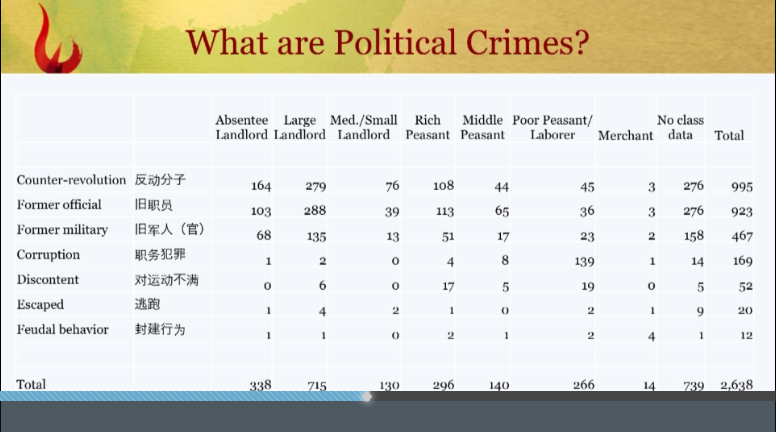 What are Political Crimes?
Absentee Large Med./Small Rich Middle Poor Peasant/ No class
Landlord Landlord Landlord Peasant Peasant Laborer Merchant data Total
Counter-revolution 反动分子 164 279 76 108 44 45 3 276 995
Former official 旧职员 103 288 39 113 65 36 3 276 923
Former military 旧军人（官） 68 135 13 51 17 23 2 158 467
Corruption 职务犯罪 1 2 0 4 8 139 1 14 169
Discontent 对运动不满 0 6 0 17 5 19 0 5 52
Escaped 逃跑 1 4 2 1 0 2 1 9 20
Feudal behavior 封建行为 1 1 0 2 1 2 4 1 12
Total 338 715 130 296 140 266 14 739 2,638